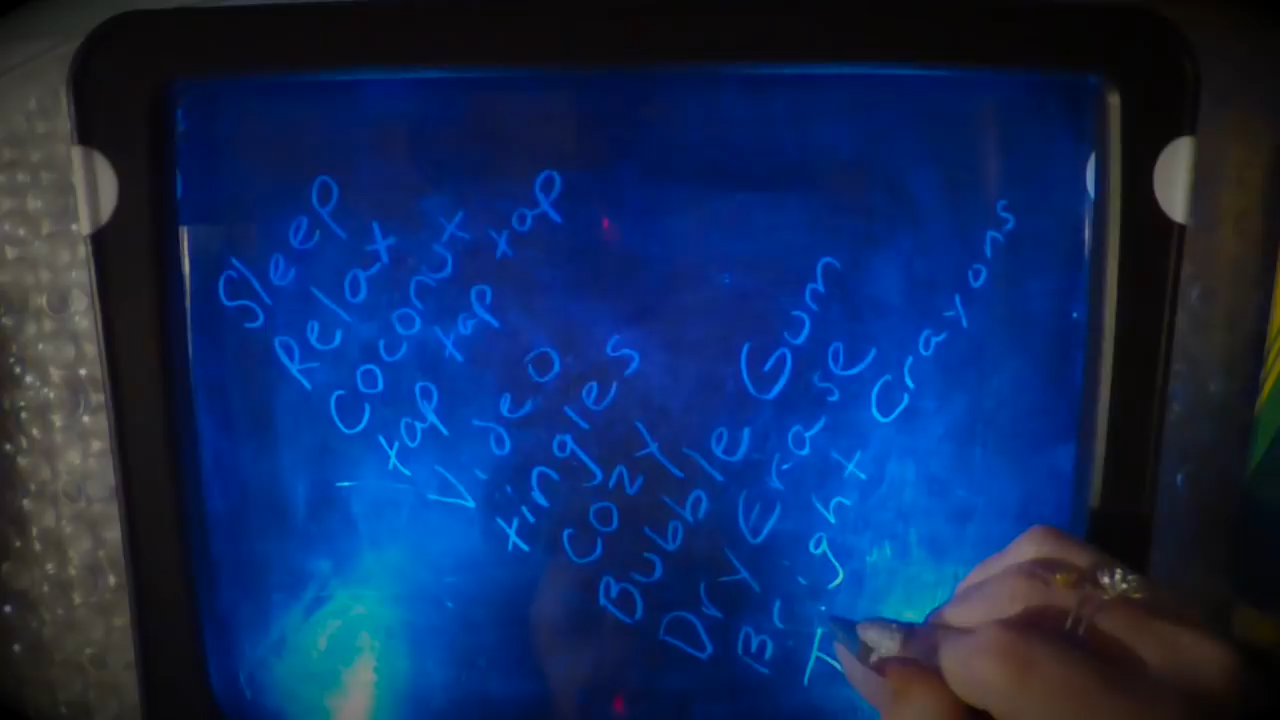 Sleep
Relax
Coconut
tap tap tap
Video
tingles
Cozy
Bubble Gum
Dry Erase
Bright Crayons